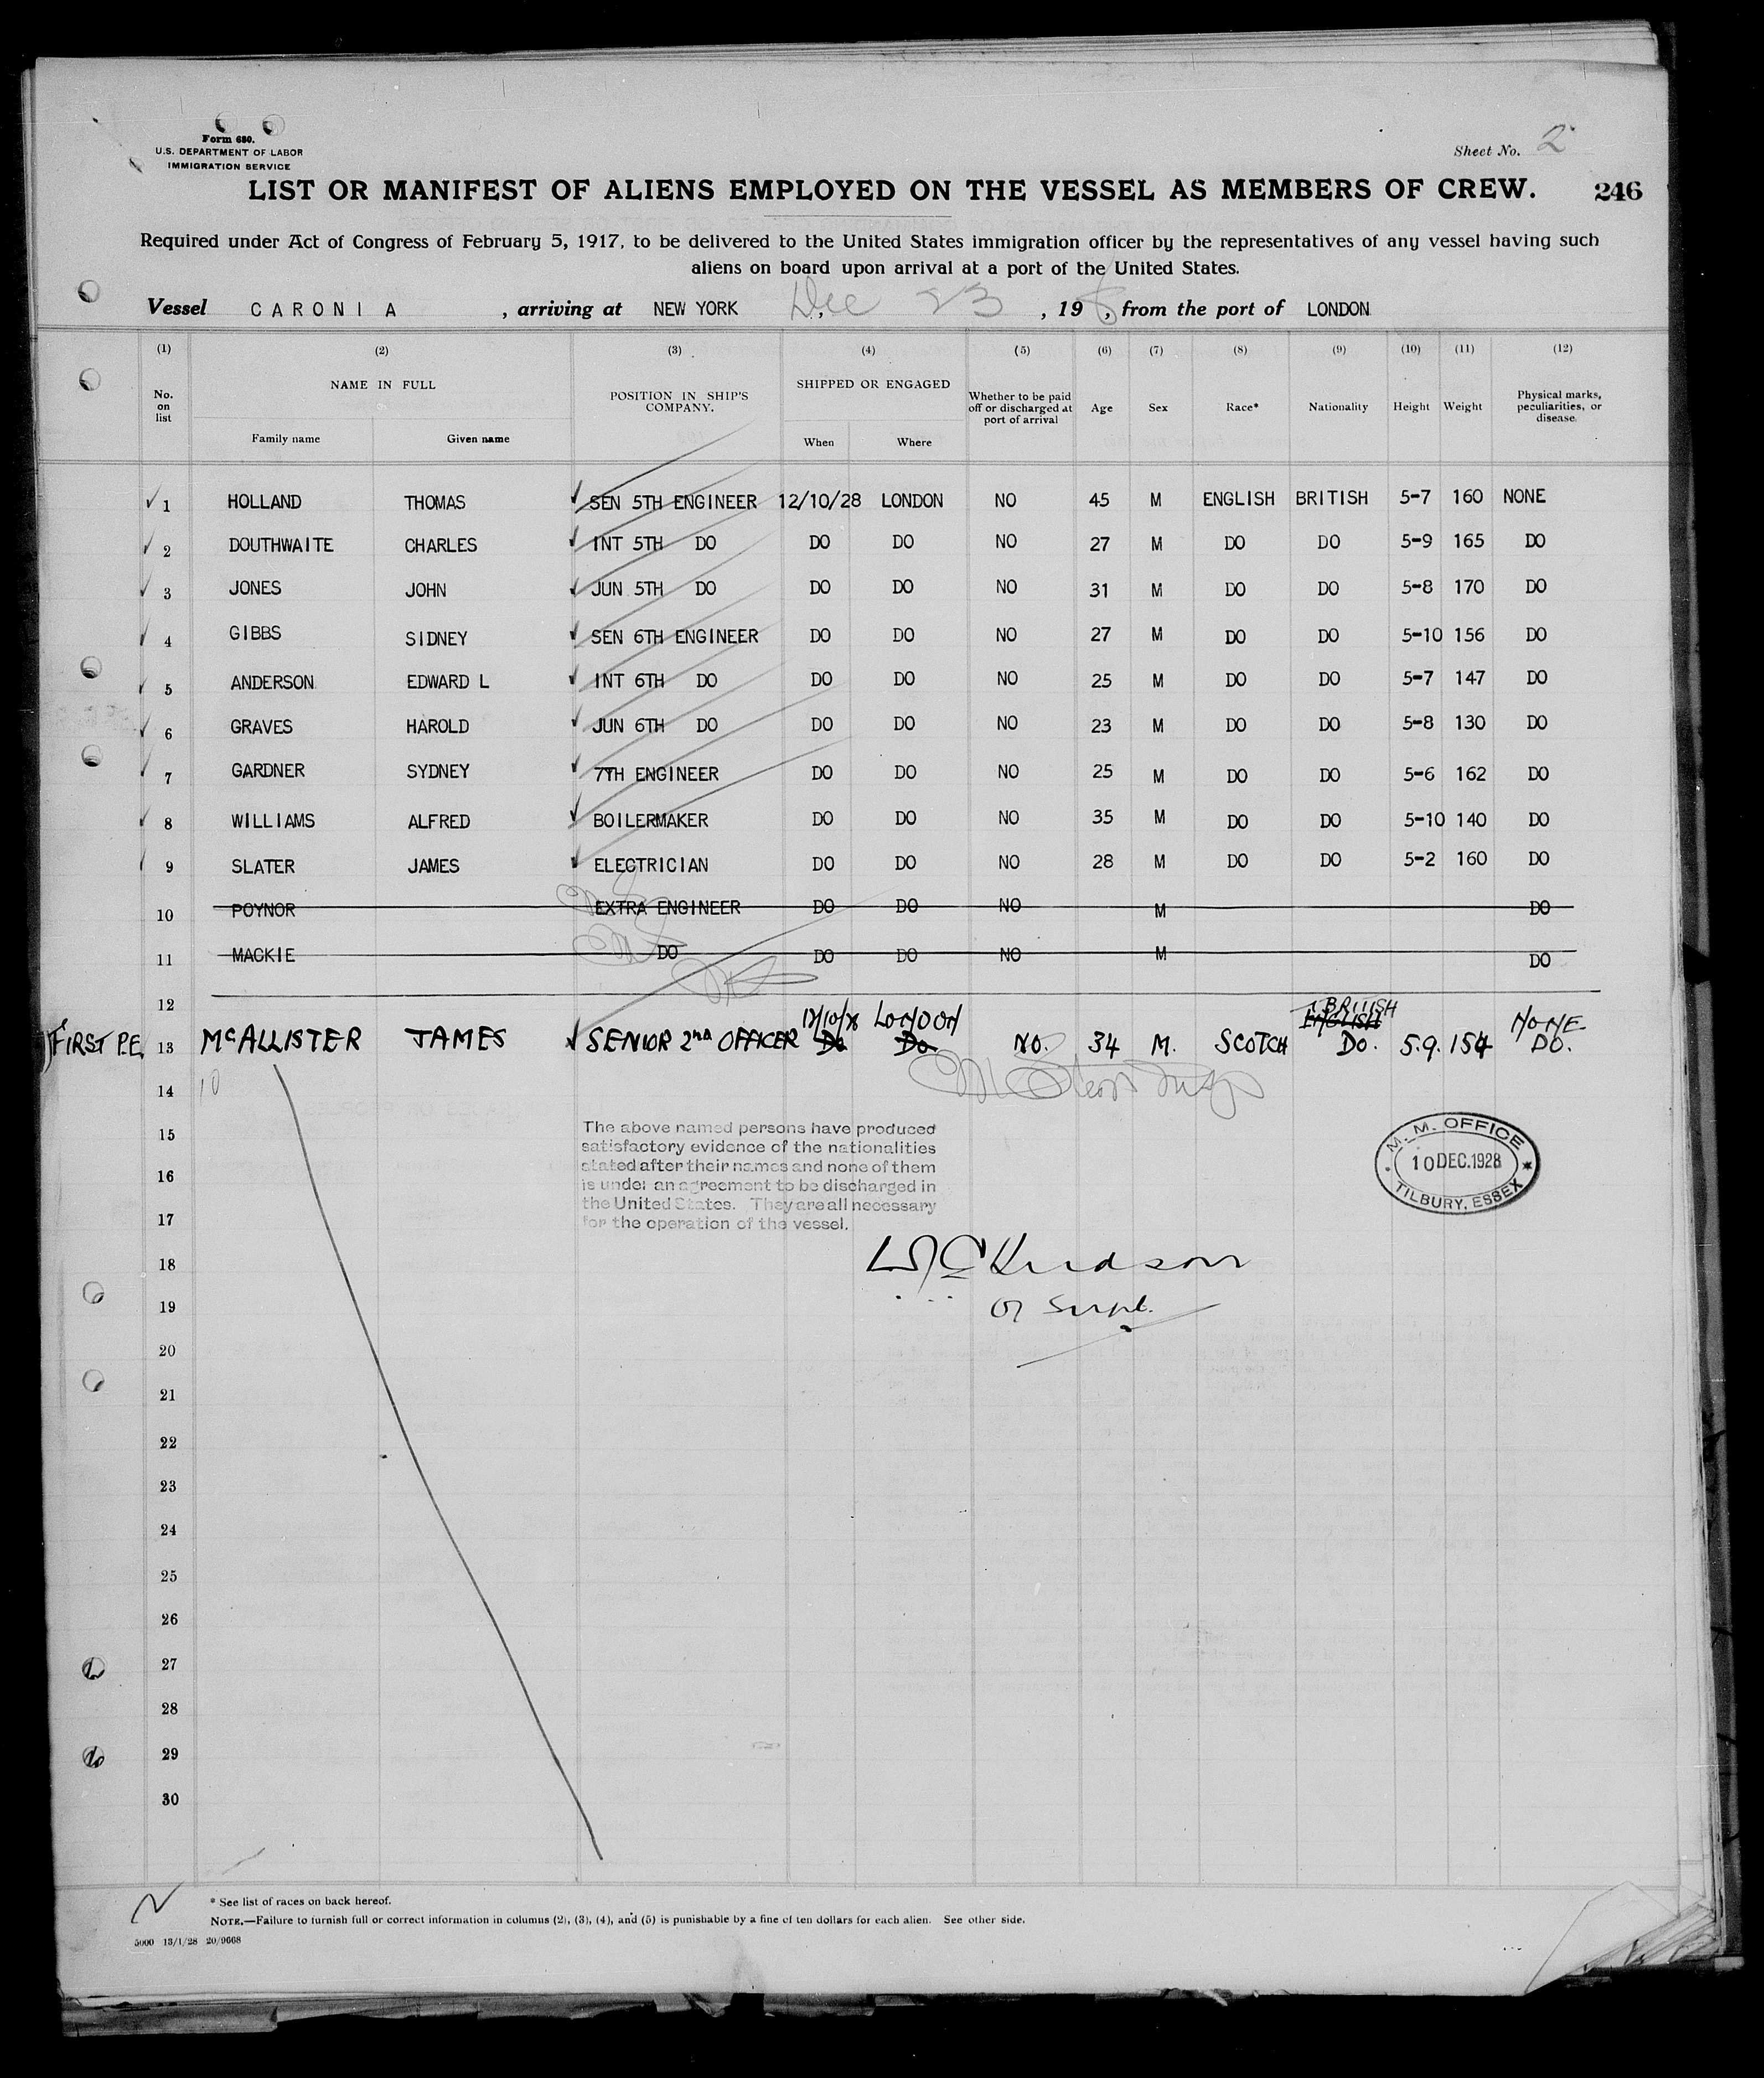 Form 680.
U.S. DEPARTMENT OF LABOR
IMMIGRATION SERVICE
Sheet No. 2
LIST OR MANIFEST OF ALIENS EMPLOYED ON THE VESSEL AS MEMBERS OF CREW. 246
Required under Act of Congress of February 5, 1917, to be delivered to the United States immigration officer by the representatives of any vessel having such
aliens on board upon arrival at a port of the United States.
Vessel CARONIA, arriving at NEW YORK Dec 23, 1928, from the port of LONDON
(1) (2) (3) (4) (5) (6) (7) (8) (9) (10) (11) (12)
No. on list NAME IN FULL Family name Given name POSITION IN SHIP'S COMPANY. SHIPPED OR ENGAGED When Where Whether to be paid off or discharged at port of arrival Age Sex Race* Nationality Height Weight Physical marks, peculiarities, or disease.
1 HOLLAND THOMAS SEN 5TH ENGINEER 12/10/28 LONDON NO 45 M ENGLISH BRITISH 5-7 160 NONE
2 DOUTHWAITE CHARLES INT 5TH DO DO DO NO 27 M DO DO 5-9 165 DO
3 JONES JOHN JUN 5TH DO DO DO NO 31 M DO DO 5-8 170 DO
4 GIBBS SIDNEY SEN 6TH ENGINEER DO DO NO 27 M DO DO 5-10 156 DO
5 ANDERSON EDWARD L INT 6TH DO DO DO NO 25 M DO DO 5-7 147 DO
6 GRAVES HAROLD JUN 6TH DO DO DO NO 23 M DO DO 5-8 130 DO
7 GARDNER SYDNEY 7TH ENGINEER DO DO NO 25 M DO DO 5-6 162 DO
8 WILLIAMS ALFRED BOILERMAKER DO DO NO 35 M DO DO 5-10 140 DO
9 SLATER JAMES ELECTRICIAN DO DO NO 28 M DO DO 5-2 160 DO
10 POYNOR EXTRA ENGINEER DO DO NO M DO
11 MACKIE DO DO DO NO M DO
12 LONDON BRITISH ENGLISH NONE
FIRST P.E. 13 McALLISTER JAMES SENIOR 2nd OFFICER Do Do NO. 34 M. SCOTCH Do. 5.9. 154 Do.
14 10
15
16
17
18
19
20
21
22
23
24
25
26
27
28
29
30
The above named persons have produced
satisfactory evidence of the nationalities
stated after their names and none of them
is under an agreement to be discharged in
the United States. They are all necessary
for the operation of the vessel.
M. M. OFFICE
10 DEC. 1928
TILBURY, ESSEX
Hudson
Supt.
* See list of races on back hereof.
NOTE.—Failure to furnish full or correct information in columns (2), (3), (4), and (5) is punishable by a fine of ten dollars for each alien. See other side.
5000 13/1/28 20/9668